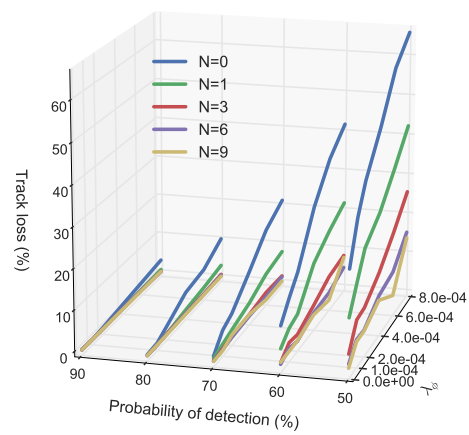 N=0
N=1
N=3
N=6
N=9
Track loss (%)
60
50
40
30
20
10
0
90
80
70
60
50
Probability of detection (%)
8.0e-04
6.0e-04
4.0e-04
2.0e-04
1.0e-04
0.0e+00
λϕ